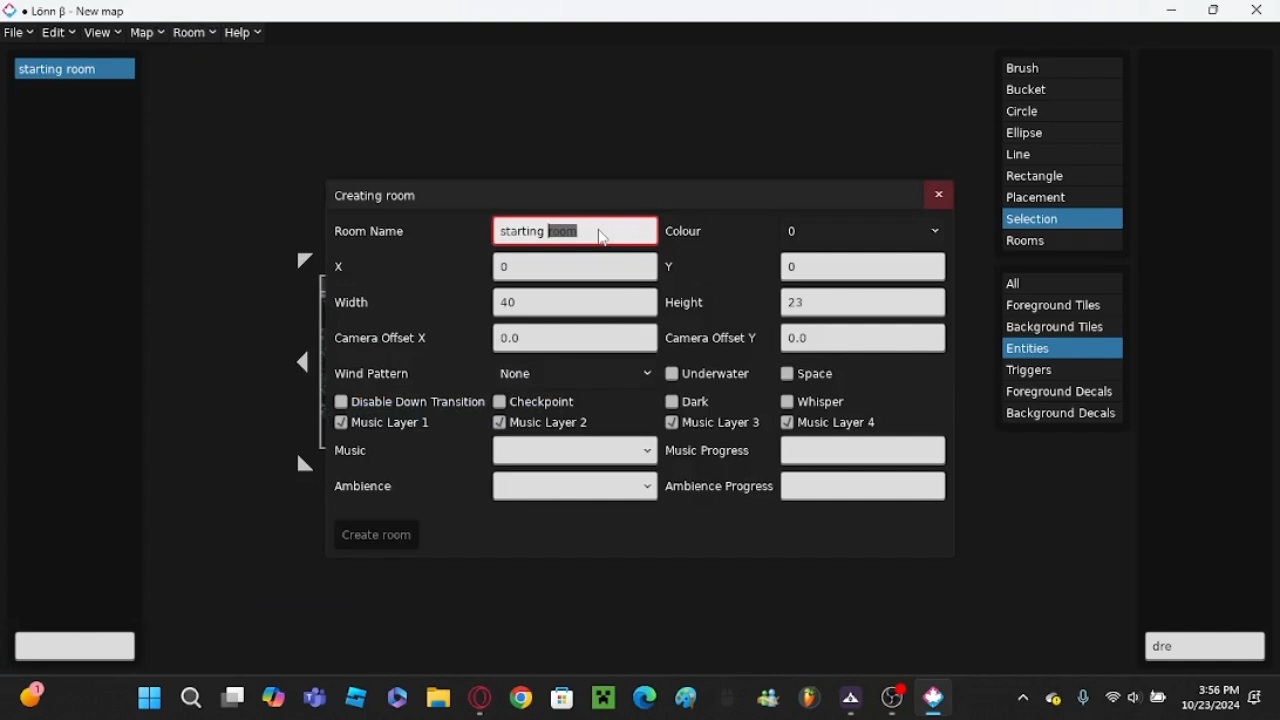 • Lönn β - New map
File Edit View Map Room Help
starting room
Creating room
Room Name starting room Colour 0
X 0 Y 0
Width 40 Height 23
Camera Offset X 0.0 Camera Offset Y 0.0
Wind Pattern None Underwater Space
Disable Down Transition Checkpoint Dark Whisper
Music Layer 1 Music Layer 2 Music Layer 3 Music Layer 4
Music Music Progress
Ambience Ambience Progress
Create room
Brush
Bucket
Circle
Ellipse
Line
Rectangle
Placement
Selection
Rooms
All
Foreground Tiles
Background Tiles
Entities
Triggers
Foreground Decals
Background Decals
dre
1
3:56 PM
10/23/2024